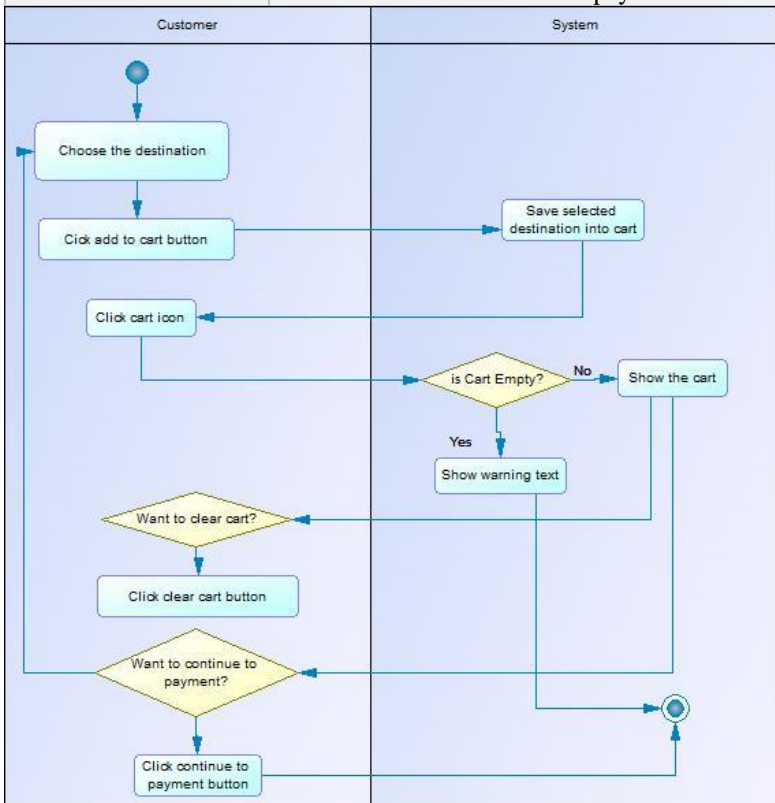 Customer
System
Choose the destination
Cick add to cart button
Save selected
destination into cart
Click cart icon
is Cart Empty?
No
Show the cart
Yes
Show warning text
Want to clear cart?
Click clear cart button
Want to continue to
payment?
Click continue to
payment button